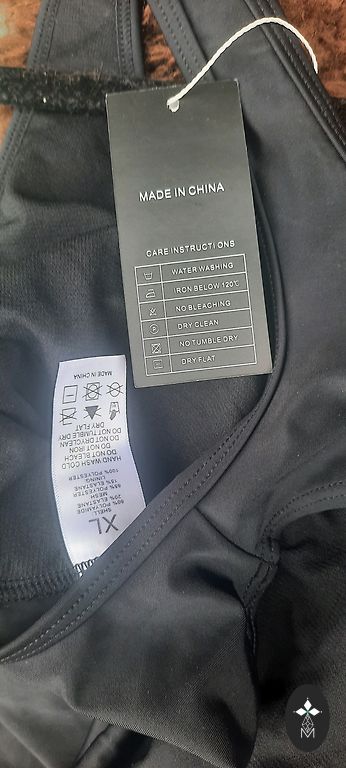 MADE IN CHINA
CARE INSTRUCTIONS
WATER WASHING
IRON BELOW 120℃
NO BLEACHING
P
DRY CLEAN
NO TUMBLE DRY
DRY FLAT
XL
SHELL:
80% POLYAMIDE
20% ELASTANE
MESH:
85% POLYESTER
15% ELASTANE
LINING:
100% POLYESTER
HAND WASH COLD
DO NOT BLEACH
DO NOT IRON
DO NOT DRYCLEAN
DO NOT TUMBLE DRY
DRY FLAT
MADE IN CHINA
M